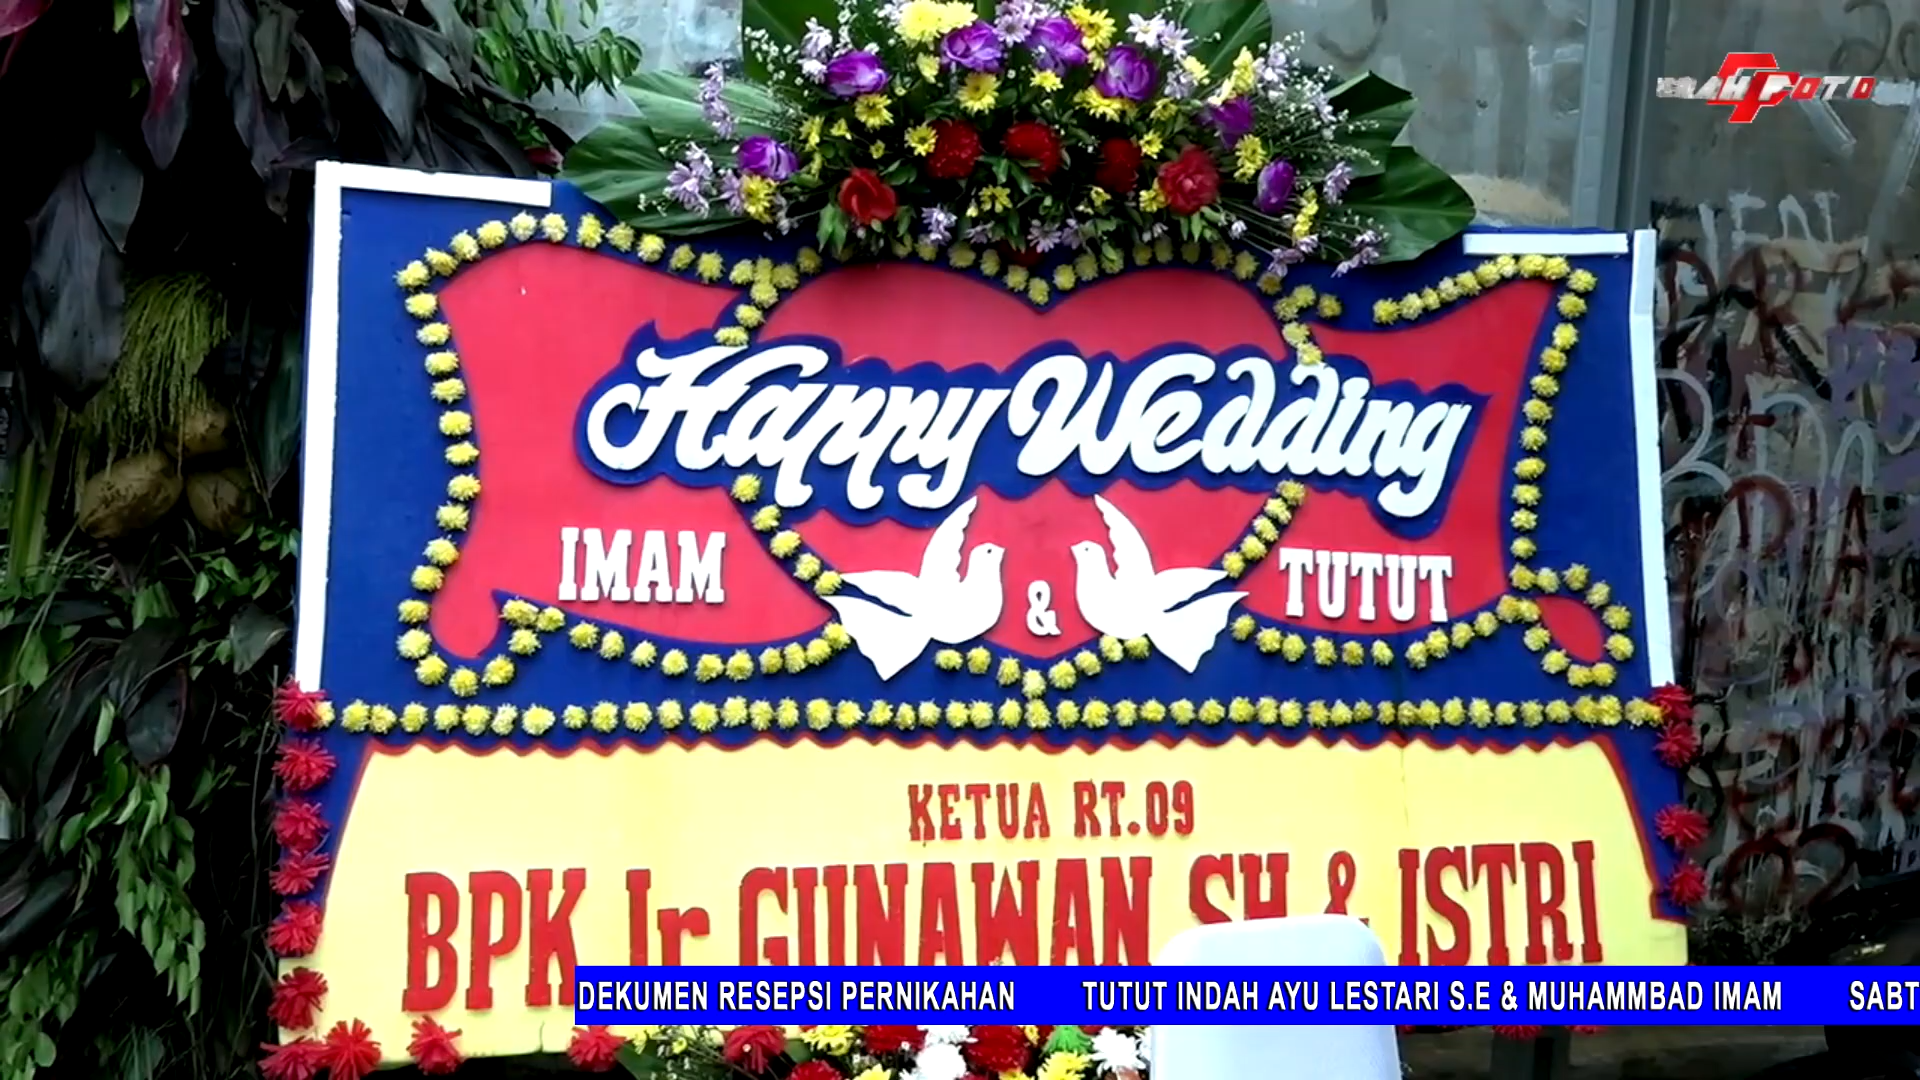 Happy Wedding
IMAM & TUTUT
KETUA RT.09
BPK Ir GUNAWAN SH & ISTRI
DEKUMEN RESEPSI PERNIKAHAN TUTUT INDAH AYU LESTARI S.E & MUHAMMBAD IMAM SABT